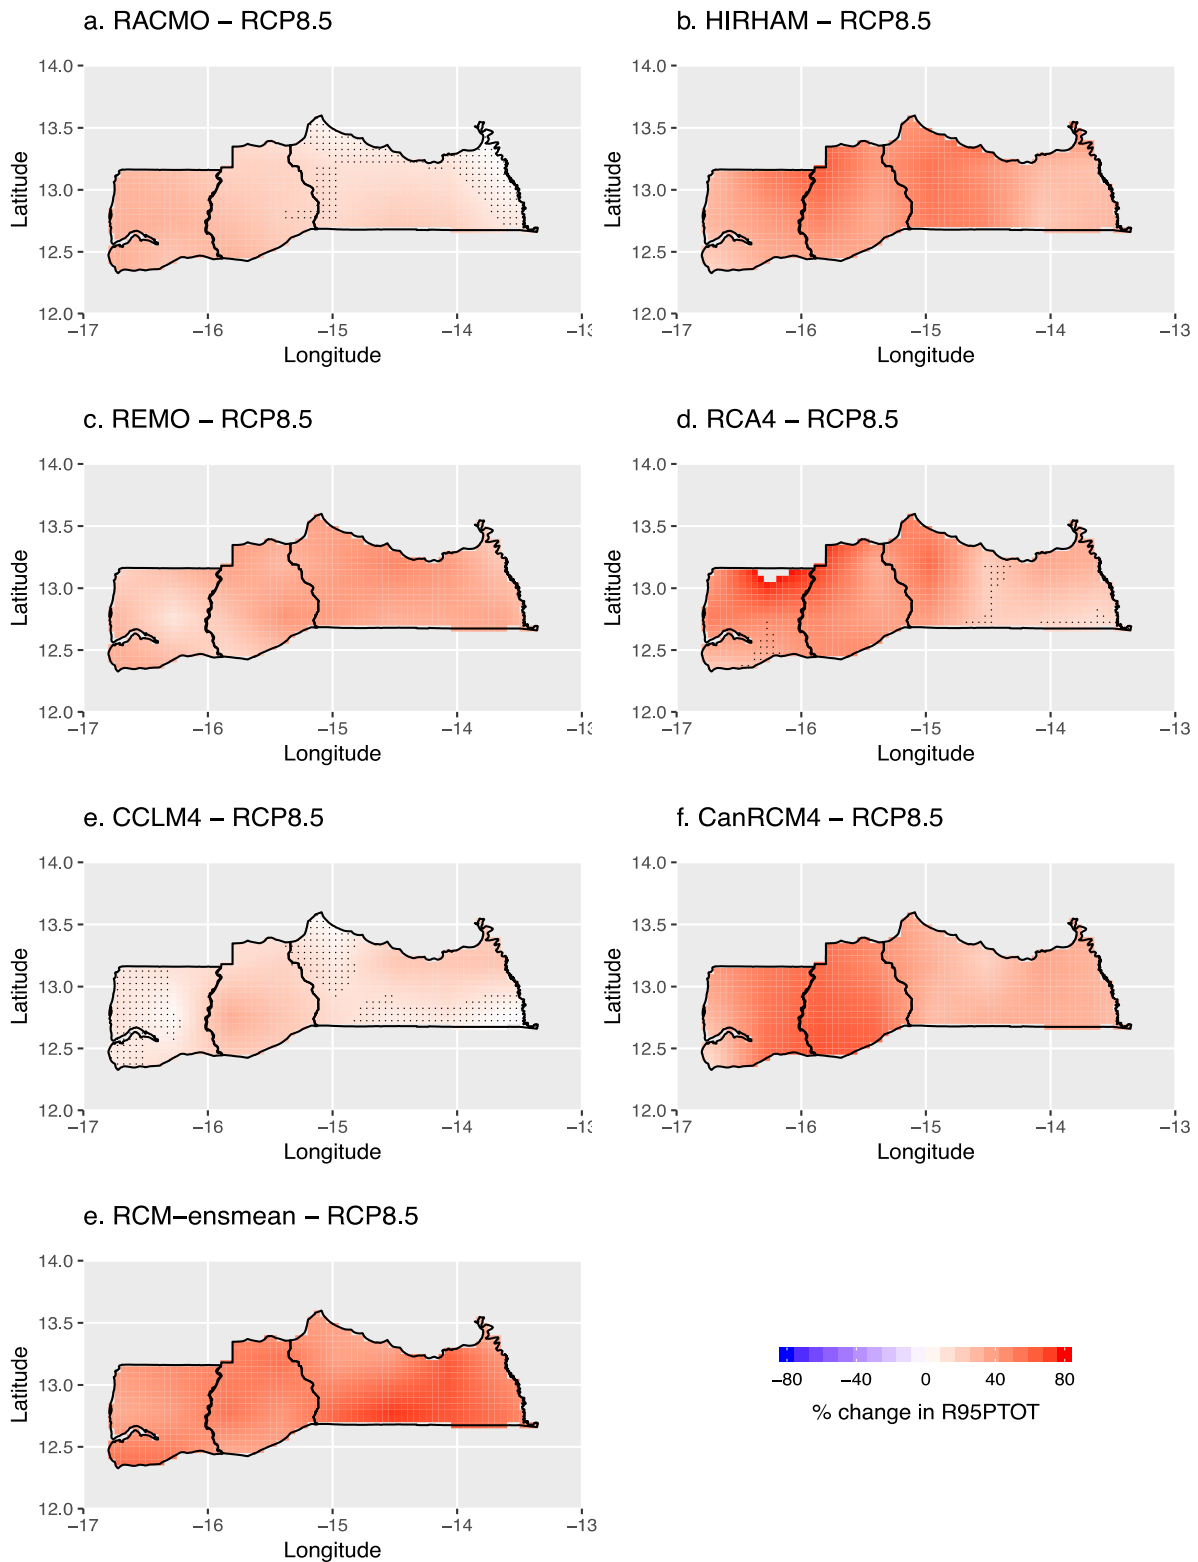 a. RACMO – RCP8.5
b. HIRHAM – RCP8.5
14.0
13.5
13.0
12.5
12.0
Latitude
−17 −16 −15 −14 −13
Longitude
14.0
13.5
13.0
12.5
12.0
Latitude
−17 −16 −15 −14 −13
Longitude
c. REMO – RCP8.5
d. RCA4 – RCP8.5
14.0
13.5
13.0
12.5
12.0
Latitude
−17 −16 −15 −14 −13
Longitude
14.0
13.5
13.0
12.5
12.0
Latitude
−17 −16 −15 −14 −13
Longitude
e. CCLM4 – RCP8.5
f. CanRCM4 – RCP8.5
14.0
13.5
13.0
12.5
12.0
Latitude
−17 −16 −15 −14 −13
Longitude
14.0
13.5
13.0
12.5
12.0
Latitude
−17 −16 −15 −14 −13
Longitude
e. RCM−ensmean – RCP8.5
14.0
13.5
13.0
12.5
12.0
Latitude
−17 −16 −15 −14 −13
Longitude
−80 −40 0 40 80
% change in R95PTOT